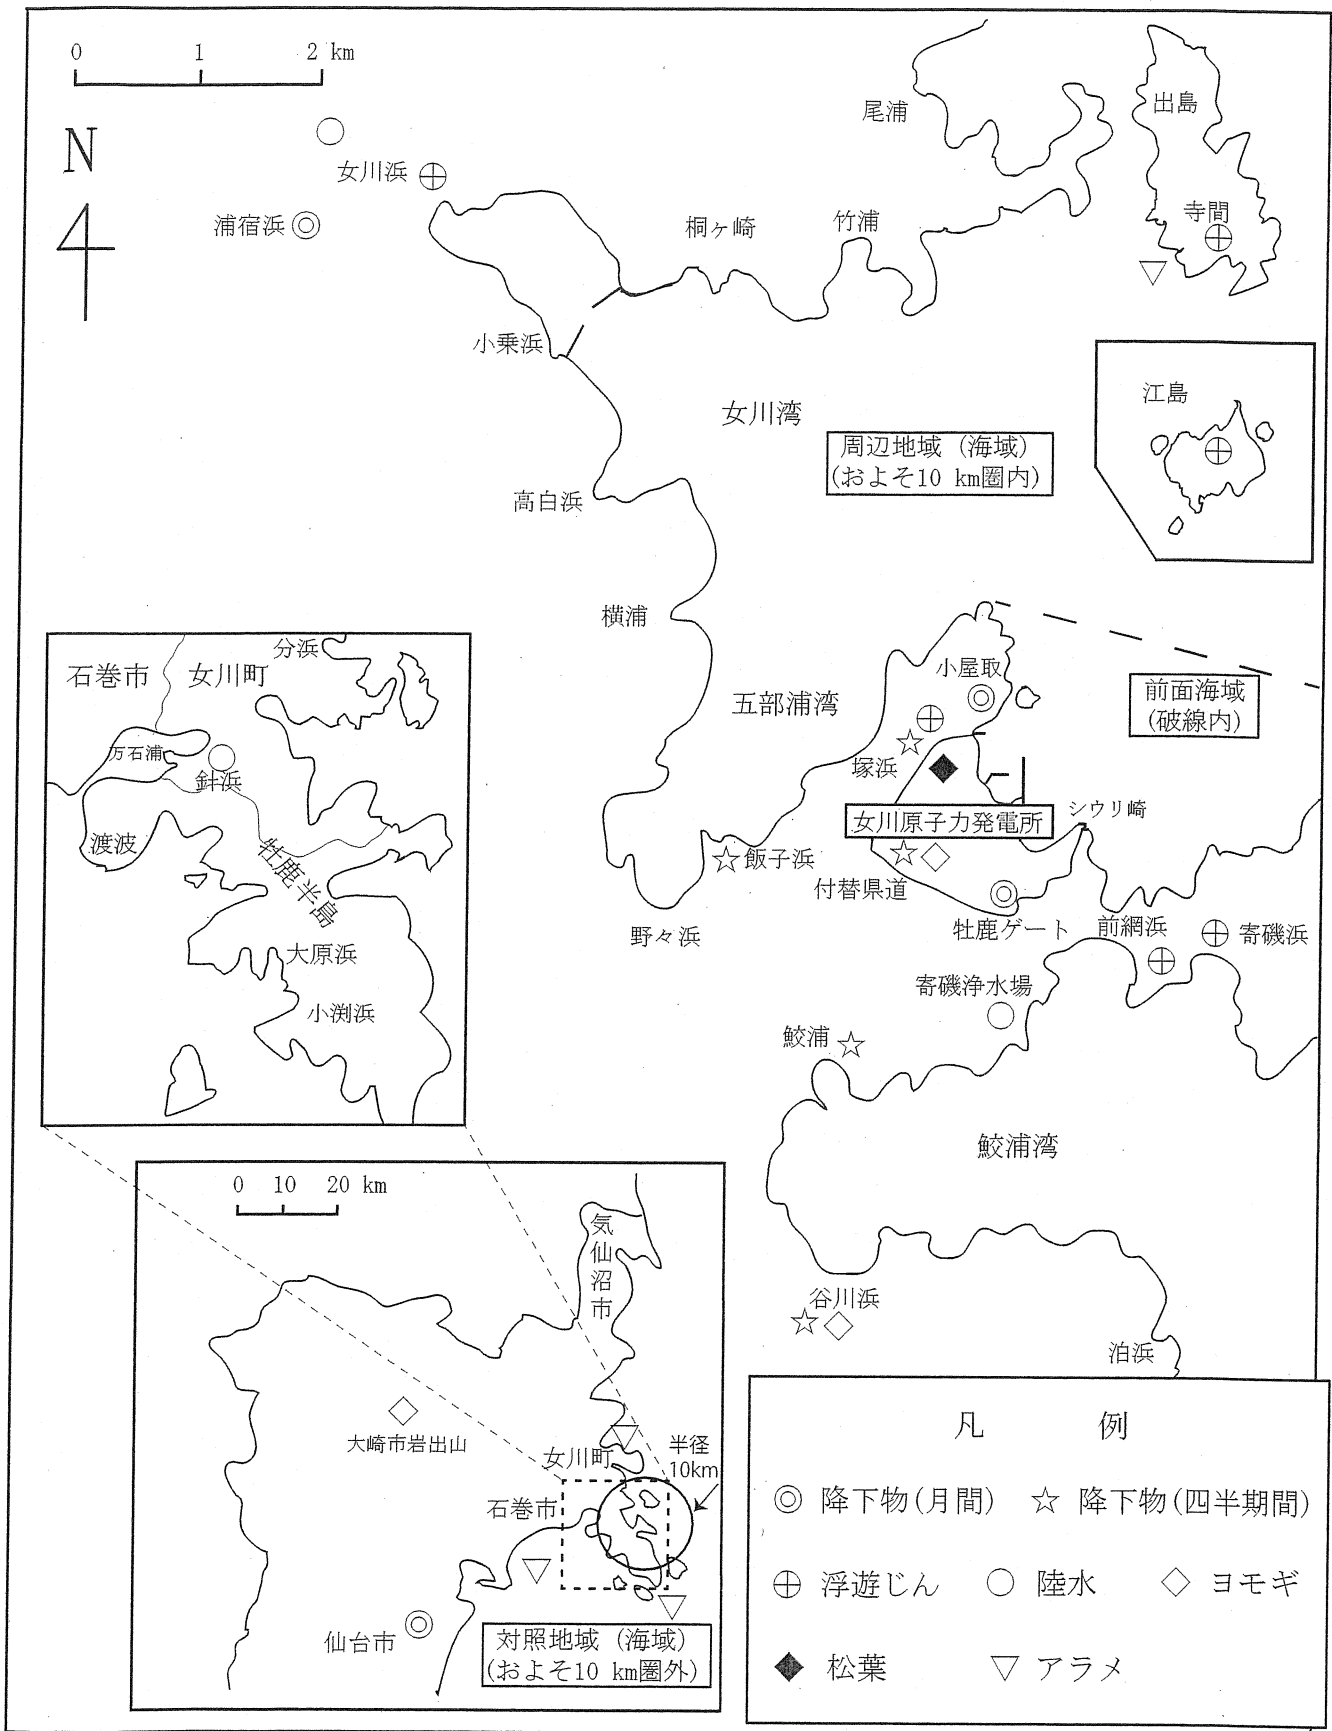 0 1 2 km
N
尾浦
出島
女川浜
浦宿浜
桐ヶ崎
竹浦
寺間
小乗浜
女川湾
江島
周辺地域（海域）
(およそ10 km圏内)
高白浜
横浦
小屋取
五部浦湾
前面海域
(破線内)
塚浜
女川原子力発電所
シウリ崎
飯子浜
付替県道
野々浜
牡鹿ゲート
前網浜
寄磯浜
寄磯浄水場
鮫浦
鮫浦湾
谷川浜
泊浜
分浜
石巻市
女川町
万石浦
針浜
渡波
牡鹿半島
大原浜
小渕浜
0 10 20 km
気仙沼市
大崎市岩出山
女川町
半径
10km
石巻市
仙台市
対照地域（海域）
(およそ10 km圏外)
凡 例
◎ 降下物(月間) ☆ 降下物(四半期間)
⊕ 浮遊じん ○ 陸水 ◇ ヨモギ
◆ 松葉 ▽ アラメ